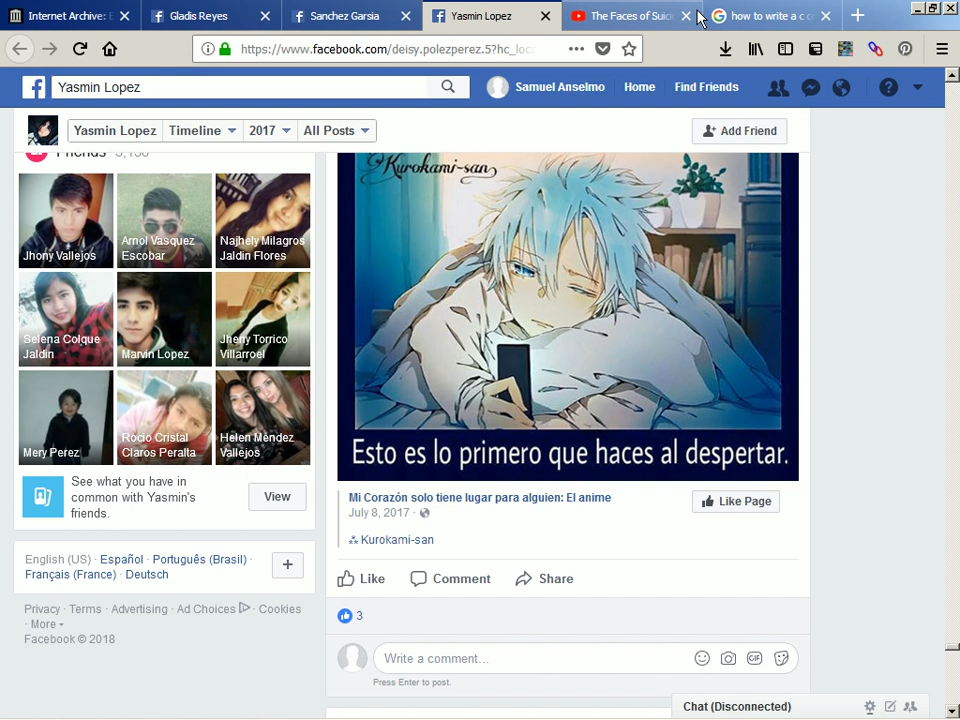 Internet Archive: E
Gladis Reyes
Sanchez Garsia
Yasmin Lopez
The Faces of Suici
how to write a c c
https://www.facebook.com/deisy.polezperez.5?hc_loc
Yasmin Lopez
Samuel Anselmo
Home
Find Friends
Yasmin Lopez
Timeline
2017
All Posts
Add Friend
Friends
Jhony Vallejos
Arnol Vasquez
Escobar
Najhely Milagros
Jaldin Flores
Selena Colque
Jaldin
Marvin Lopez
Jheny Torrico
Villarroel
Mery Perez
Rocio Cristal
Claros Peralta
Helen Méndez
Vallejos
See what you have in
common with Yasmin's
friends.
View
English (US) · Español · Português (Brasil) ·
Français (France) · Deutsch
Privacy · Terms · Advertising · Ad Choices · Cookies
· More
Facebook © 2018
Kurokami-san
Esto es lo primero que haces al despertar.
Mi Corazón solo tiene lugar para alguien: El anime
July 8, 2017 ·
Like Page
⁂ Kurokami-san
Like
Comment
Share
3
Write a comment...
GIF
Press Enter to post.
Chat (Disconnected)